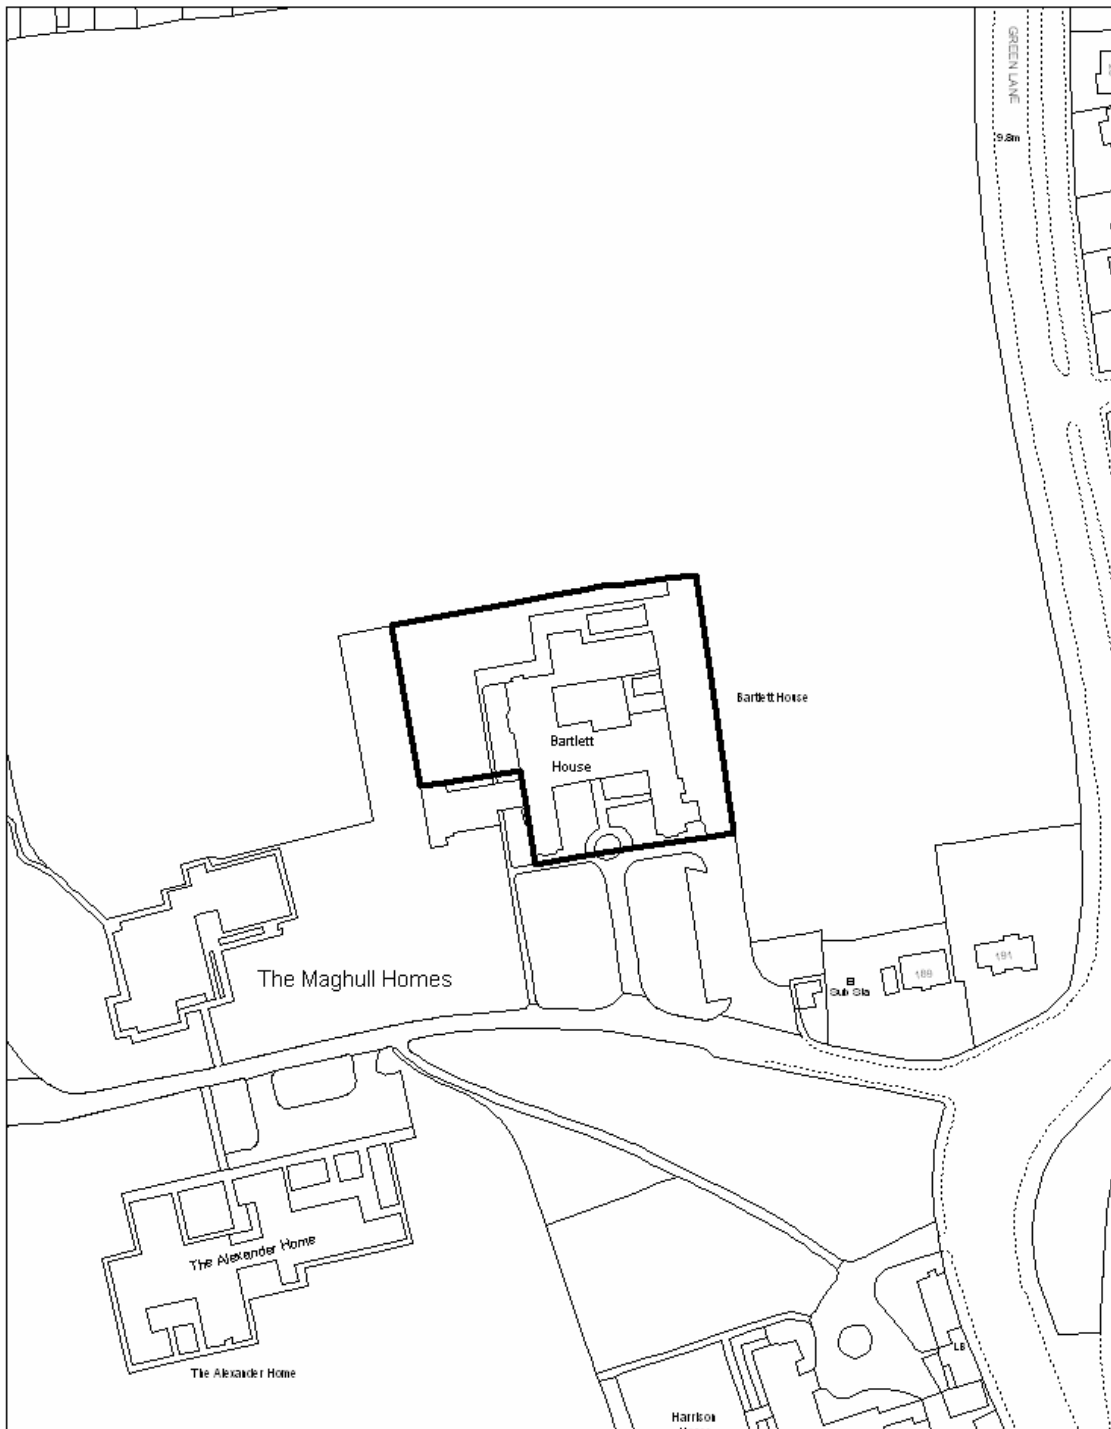 GREEN LANE
9.8m
Bartlett House
Bartlett
House
The Maghull Homes
El
Sub Sta
189
191
The Alexander Home
The Alexander Home
LB
Harrison